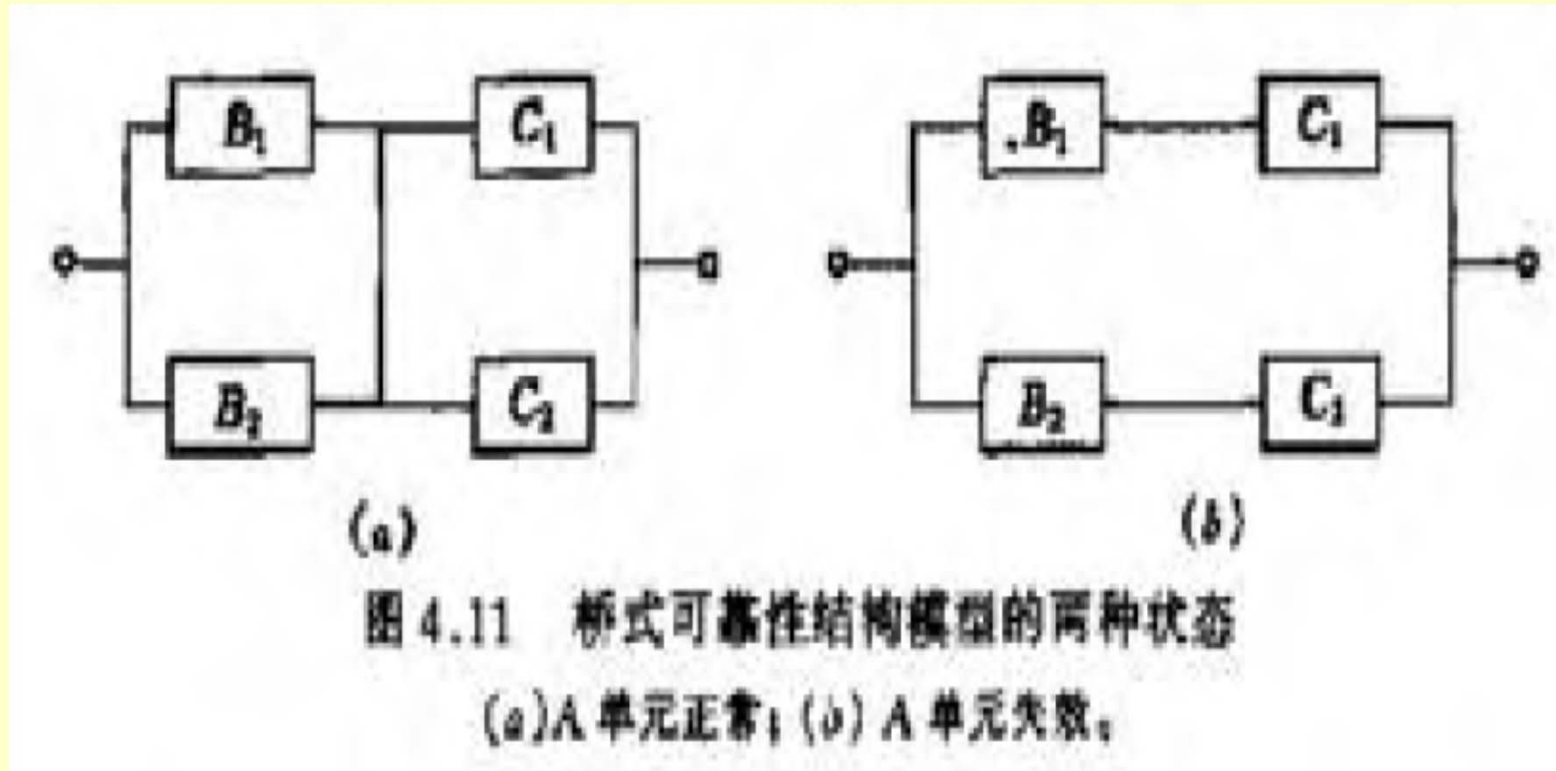 B₁ C₁ .B₁ C₁
B₂ C₂ B₂ C₂
(a) (b)
图 4.11 桥式可靠性结构模型的两种状态
(a)A 单元正常；(b) A 单元失效。